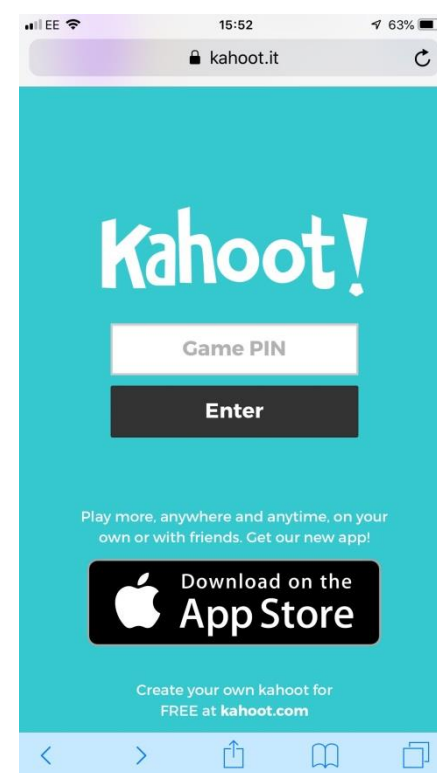 EE 15:52 63%
kahoot.it
Kahoot!
Game PIN
Enter
Play more, anywhere and anytime, on your
own or with friends. Get our new app!
Download on the
App Store
Create your own kahoot for
FREE at kahoot.com